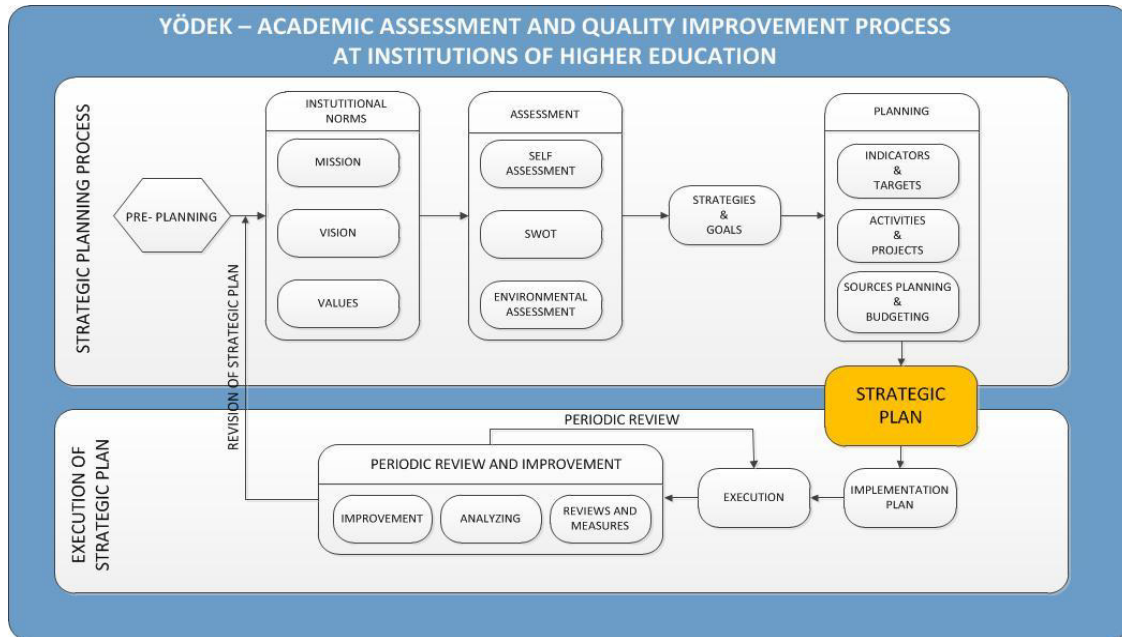 YÖDEK – ACADEMIC ASSESSMENT AND QUALITY IMPROVEMENT PROCESS
AT INSTITUTIONS OF HIGHER EDUCATION
STRATEGIC PLANNING PROCESS
PRE- PLANNING
INSTUTITIONAL
NORMS
MISSION
VISION
VALUES
ASSESSMENT
SELF
ASSESSMENT
SWOT
ENVIRONMENTAL
ASSESSMENT
STRATEGIES
&
GOALS
PLANNING
INDICATORS
&
TARGETS
ACTIVITIES
&
PROJECTS
SOURCES PLANNING
&
BUDGETING
STRATEGIC
PLAN
REVISION OF STRATEGIC PLAN
EXECUTION OF
STRATEGIC PLAN
PERIODIC REVIEW
PERIODIC REVIEW AND IMPROVEMENT
IMPROVEMENT
ANALYZING
REVIEWS AND
MEASURES
EXECUTION
IMPLEMENTATION
PLAN